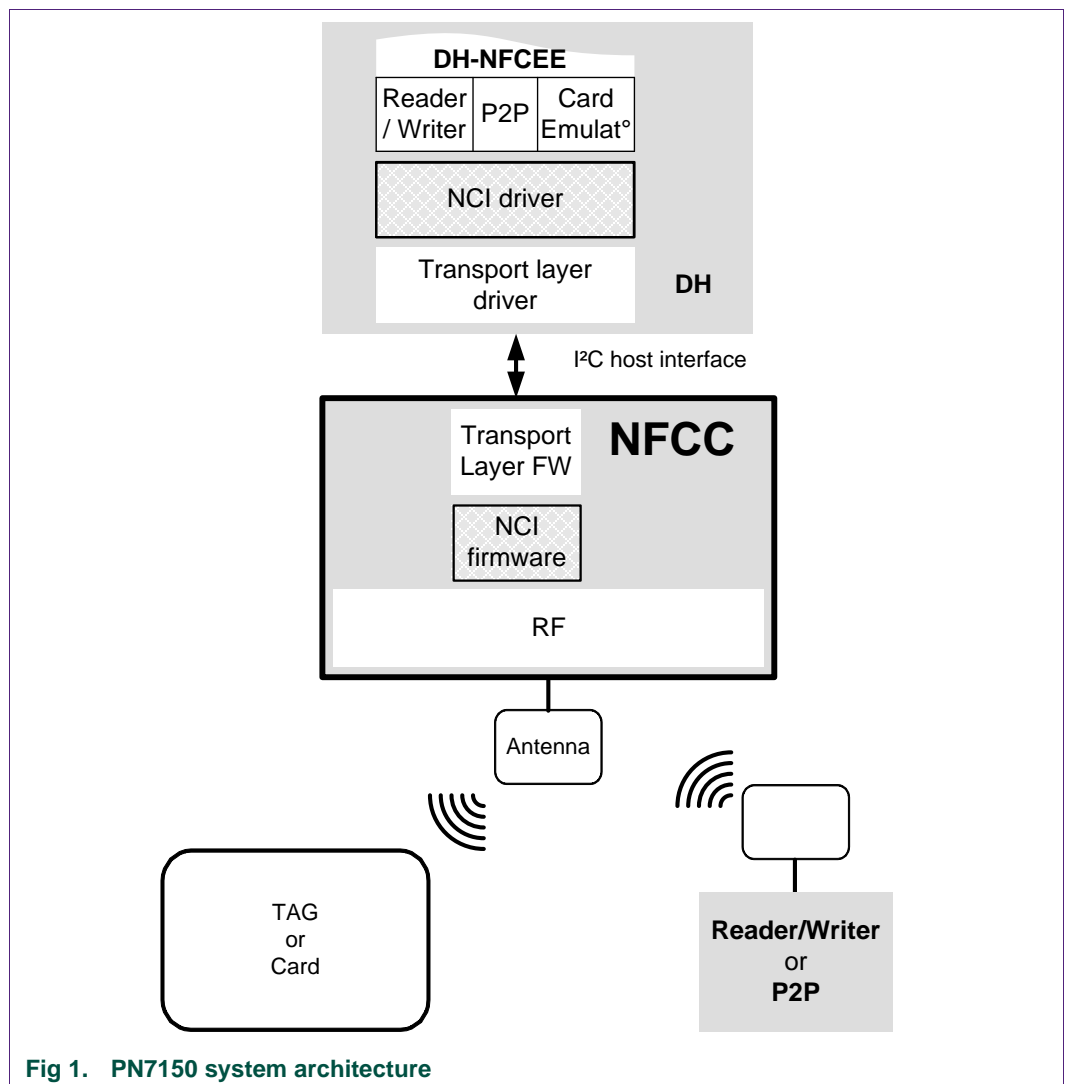 DH-NFCEE
Reader
/ Writer
P2P
Card
Emulat°
NCI driver
Transport layer
driver
DH
I²C host interface
Transport
Layer FW
NFCC
NCI
firmware
RF
Antenna
TAG
or
Card
Reader/Writer
or
P2P
Fig 1. PN7150 system architecture